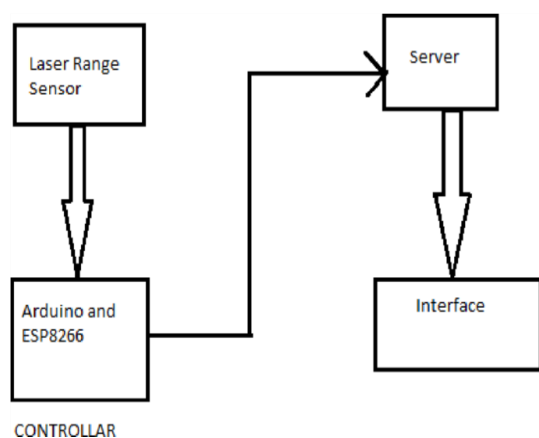 Laser Range
Sensor
Server
Arduino and
ESP8266
Interface
CONTROLLAR